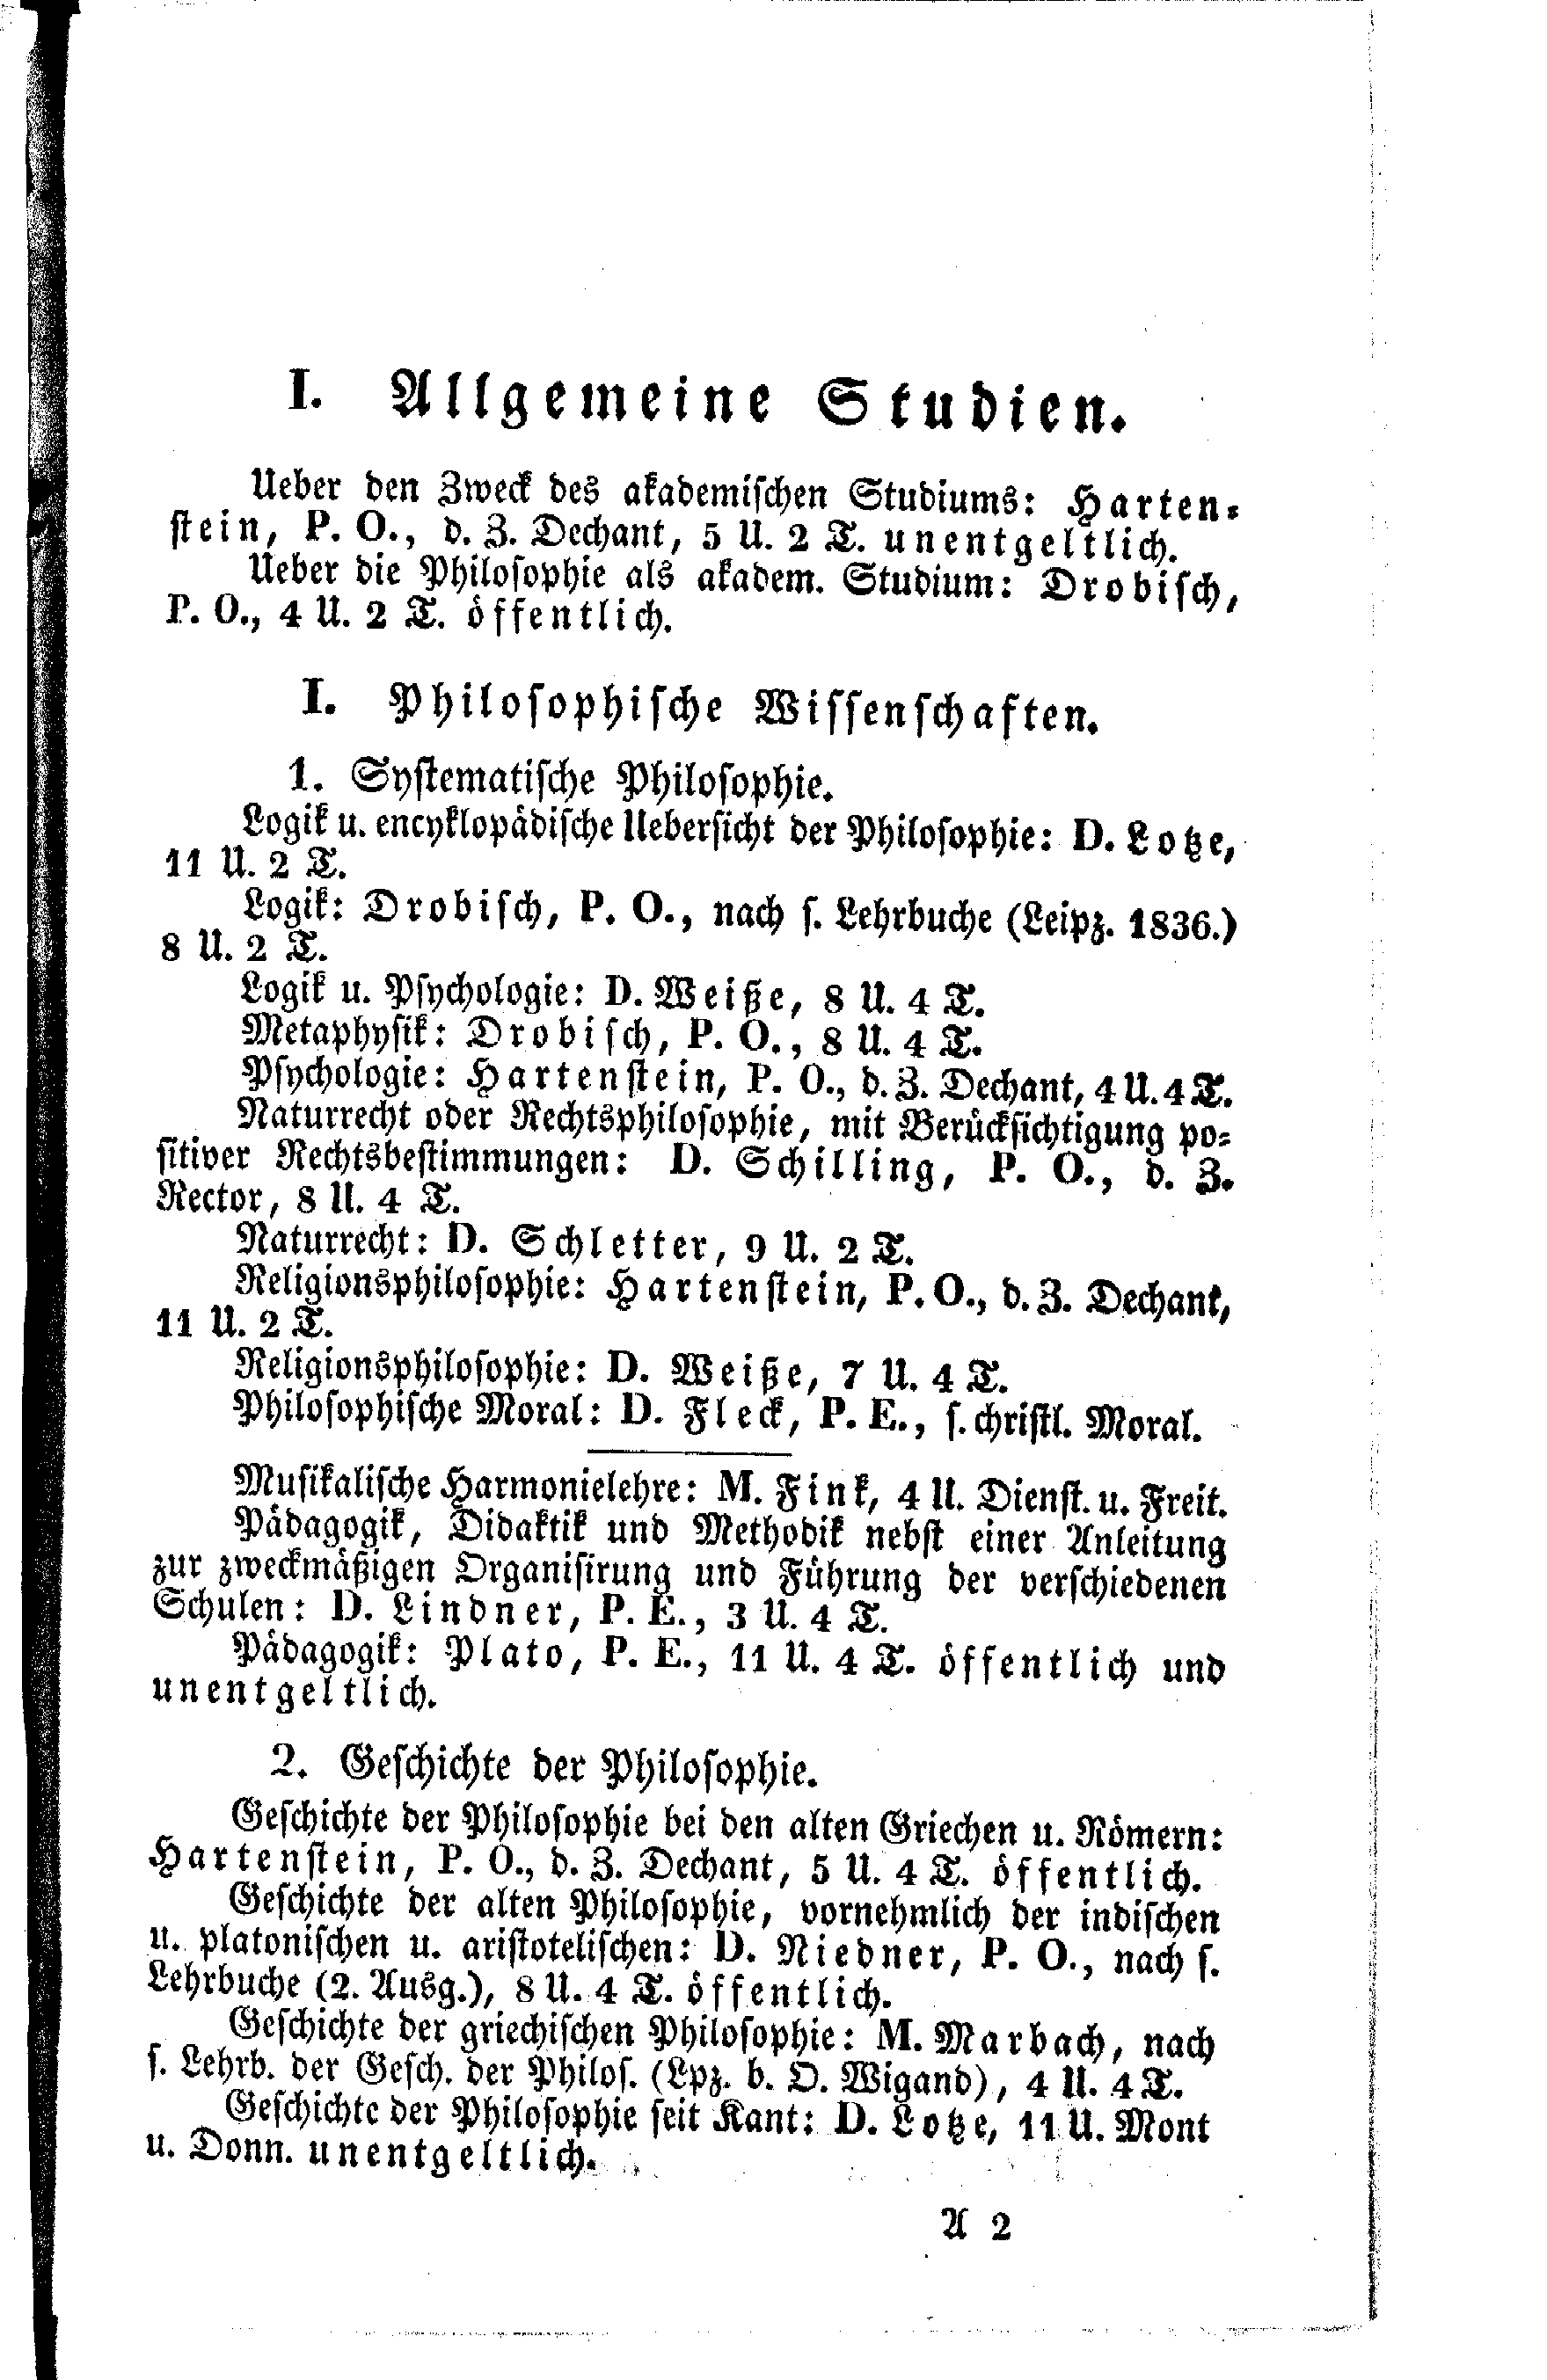 I. Allgemeine Studien.
Ueber den Zweck des akademischen Studiums: Harten-
stein, P. O., d. Z. Dechant, 5 U. 2 T. unentgeltlich.
Ueber die Philosophie als akadem. Studium: Drobisch,
P. O., 4 U. 2 T. öffentlich.
I. Philosophische Wissenschaften.
1. Systematische Philosophie.
Logik u. encyklopädische Uebersicht der Philosophie: D. Lotze,
11 U. 2 T.
Logik: Drobisch, P. O., nach s. Lehrbuche (Leipz. 1836.)
8 U. 2 T.
Logik u. Psychologie: D. Weiße, 8 U. 4 T.
Metaphysik: Drobisch, P. O., 8 U. 4 T.
Psychologie: Hartenstein, P. O., d. Z. Dechant, 4 U. 4 T.
Naturrecht oder Rechtsphilosophie, mit Berücksichtigung po-
sitiver Rechtsbestimmungen: D. Schilling, P. O., d. Z.
Rector, 8 U. 4 T.
Naturrecht: D. Schletter, 9 U. 2 T.
Religionsphilosophie: Hartenstein, P. O., d. Z. Dechant,
11 U. 2 T.
Religionsphilosophie: D. Weiße, 7 U. 4 T.
Philosophische Moral: D. Fleck, P. E., s. christl. Moral.
Musikalische Harmonielehre: M. Fink, 4 U. Dienst. u. Freit.
Pädagogik, Didaktik und Methodik nebst einer Anleitung
zur zweckmäßigen Organisirung und Führung der verschiedenen
Schulen: D. Lindner, P. E., 3 U. 4 T.
Pädagogik: Plato, P. E., 11 U. 4 T. öffentlich und
unentgeltlich.
2. Geschichte der Philosophie.
Geschichte der Philosophie bei den alten Griechen u. Römern:
Hartenstein, P. O., d. Z. Dechant, 5 U. 4 T. öffentlich.
Geschichte der alten Philosophie, vornehmlich der indischen
u. platonischen u. aristotelischen: D. Niedner, P. O., nach s.
Lehrbuche (2. Ausg.), 8 U. 4 T. öffentlich.
Geschichte der griechischen Philosophie: M. Marbach, nach
s. Lehrb. der Gesch. der Philos. (Lpz. b. O. Wigand), 4 U. 4 T.
Geschichte der Philosophie seit Kant: D. Lotze, 11 U. Mont
u. Donn. unentgeltlich.
A 2